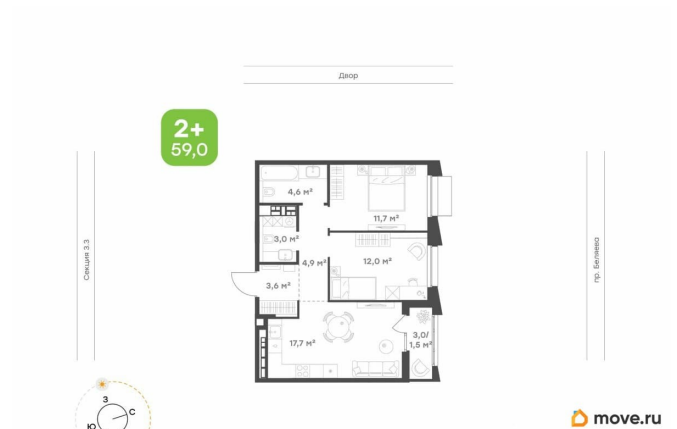 Двор
2+
59,0
4,6 м²
11,7 м²
3,0 м²
4,9 м²
12,0 м²
3,6 м²
17,7 м²
3,0/
1,5 м²
Секция 3.3
пр. Беляева
З
С
Ю
move.ru